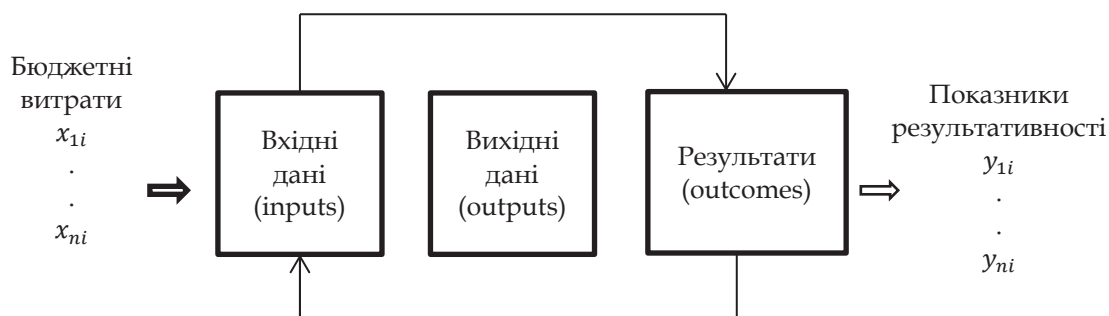 Бюджетні
витрати
x₁ᵢ
.
.
xₙᵢ
Вхідні
дані
(inputs)
Вихідні
дані
(outputs)
Результати
(outcomes)
Показники
результативності
y₁ᵢ
.
.
yₙᵢ